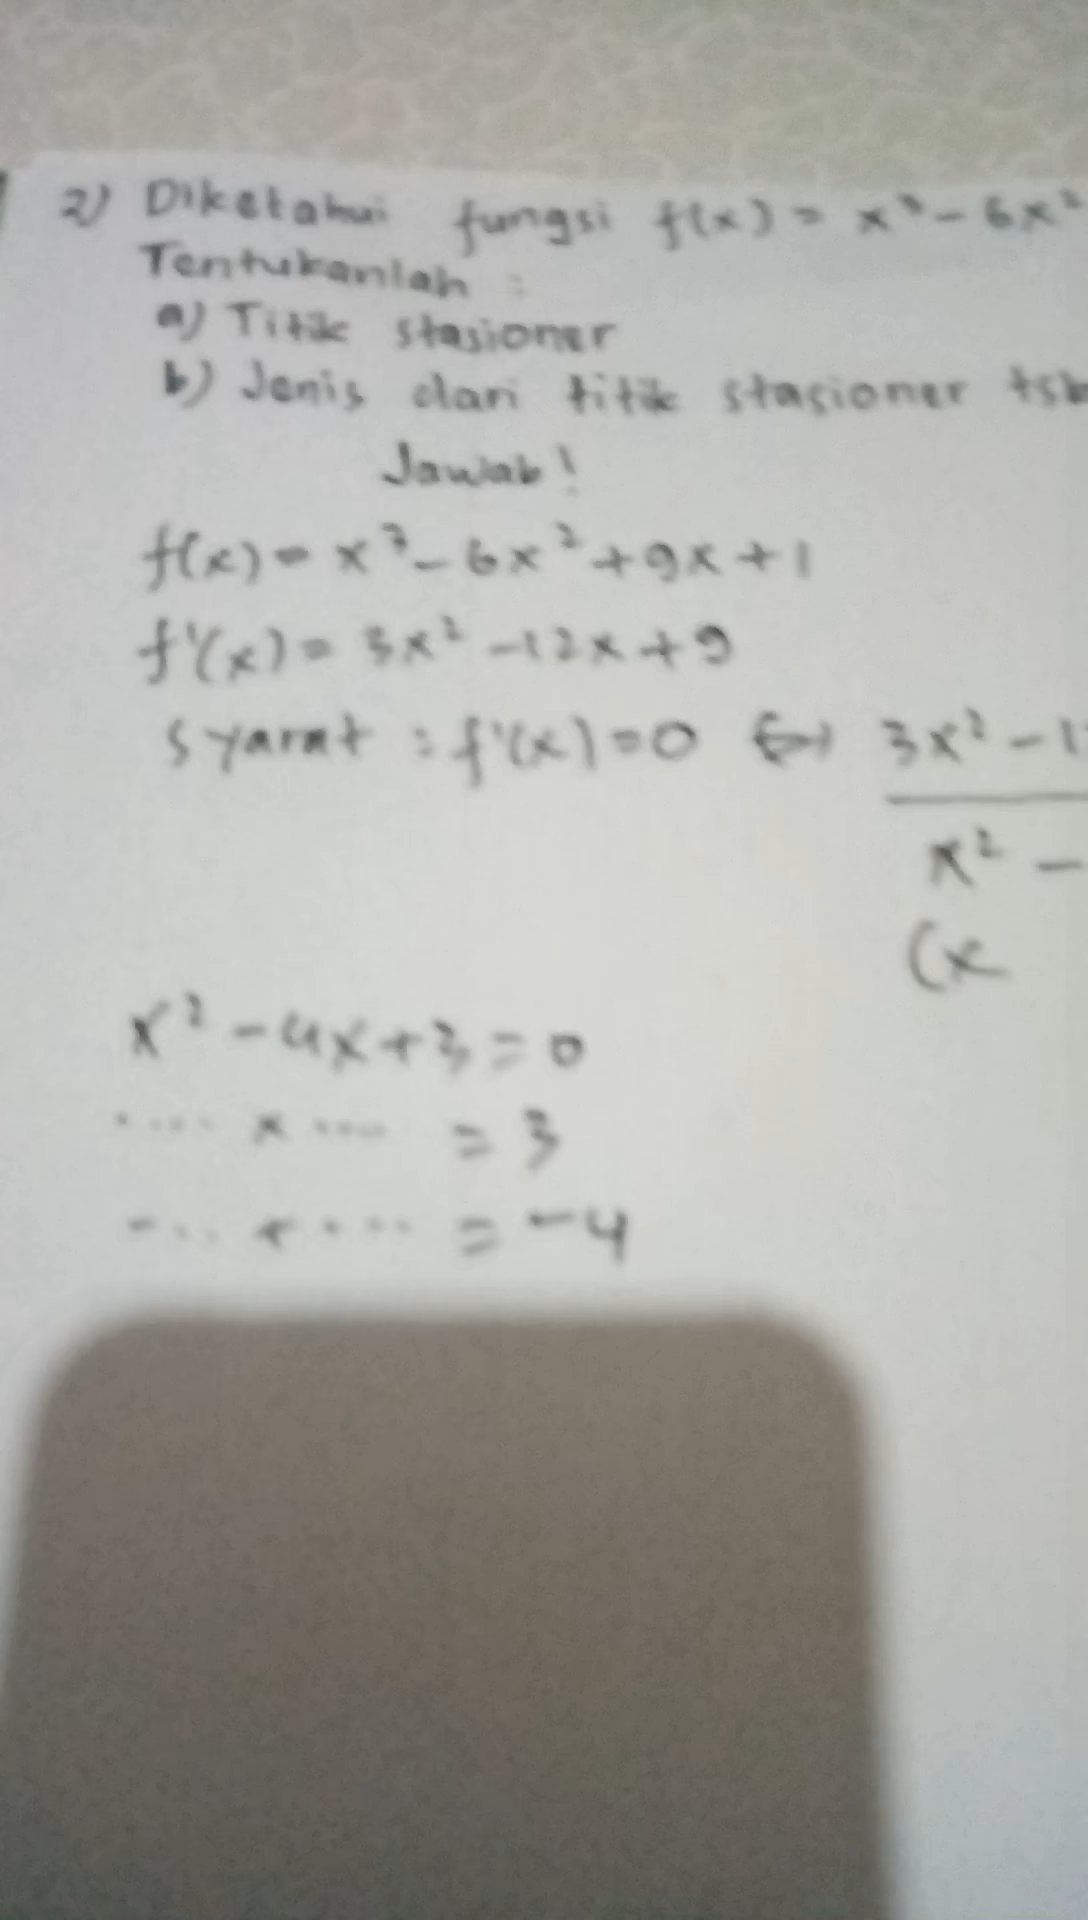 2) Diketahui fungsi f(x) = x³ - 6x²
Tentukanlah :
a) Titik stasioner
b) Jenis dari titik stasioner tsb
Jawab!
f(x) = x³ - 6x² + 9x + 1
f'(x) = 3x² - 12x + 9
Syarat : f'(x) = 0 ⟺ 3x² - 1
x² -
(x
x² - 4x + 3 = 0
.... x .... = 3
.... + .... = -4